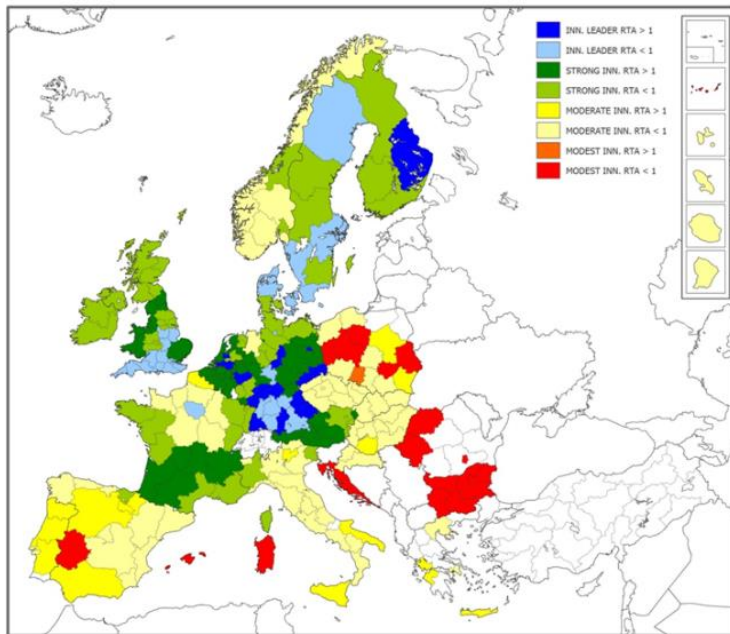 INN. LEADER RTA > 1
INN. LEADER RTA < 1
STRONG INN. RTA > 1
STRONG INN. RTA < 1
MODERATE INN. RTA > 1
MODERATE INN. RTA < 1
MODEST INN. RTA > 1
MODEST INN. RTA < 1